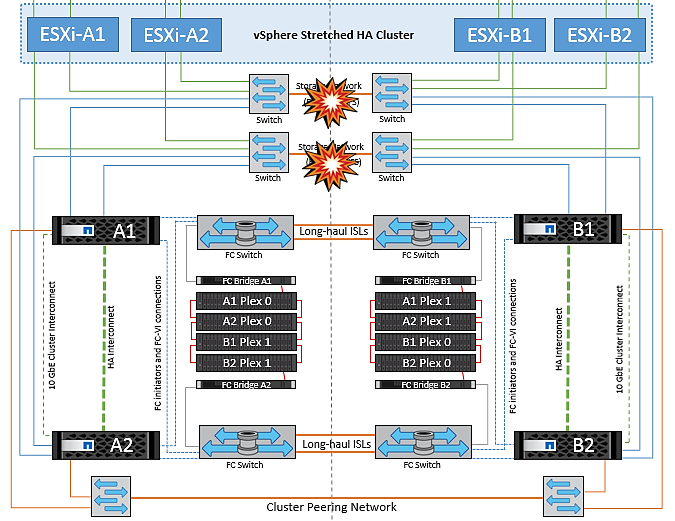 vSphere Stretched HA Cluster
ESXi-A1
ESXi-A2
ESXi-B1
ESXi-B2
Switch
Switch
Switch
Switch
A1
B1
Long-haul ISLs
FC Switch
FC Switch
FC Bridge A1
FC Bridge B1
A1 Plex 0
A1 Plex 1
A2 Plex 0
A2 Plex 1
B1 Plex 1
B1 Plex 0
B2 Plex 1
B2 Plex 0
FC Bridge A2
FC Bridge B2
10 GbE Cluster Interconnect
HA Interconnect
FC initiators and FC-VI connections
FC initiators and FC-VI connections
HA Interconnect
10 GbE Cluster Interconnect
A2
B2
Long-haul ISLs
FC Switch
FC Switch
Cluster Peering Network